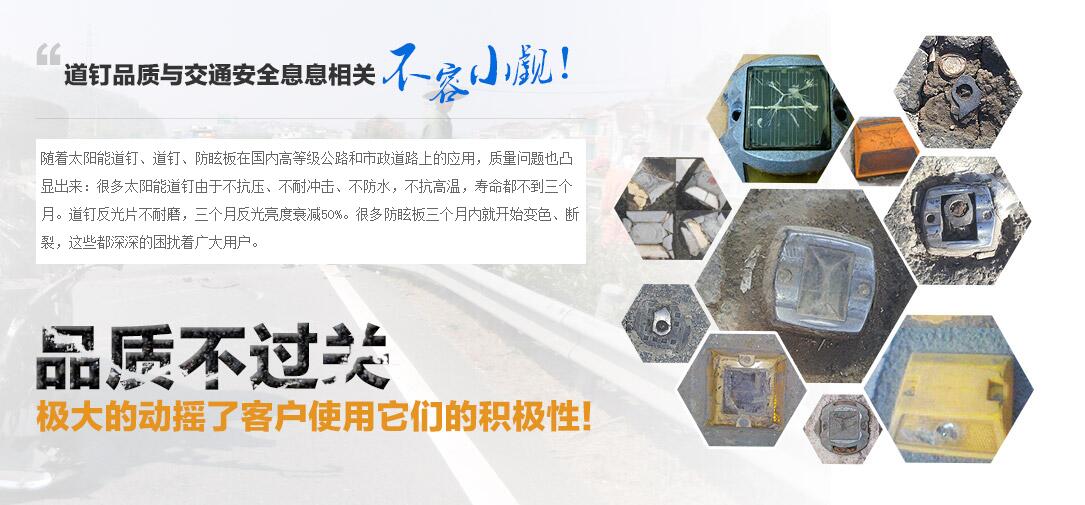 道钉品质与交通安全息息相关 不容小觑!
随着太阳能道钉、道钉、防眩板在国内高等级公路和市政道路上的应用，质量问题也凸
显出来：很多太阳能道钉由于不抗压、不耐冲击、不防水，不抗高温，寿命都不到三个
月。道钉反光片不耐磨，三个月反光亮度衰减50%。很多防眩板三个月内就开始变色、断
裂，这些都深深的困扰着广大用户。
品质不过关
极大的动摇了客户使用它们的积极性!